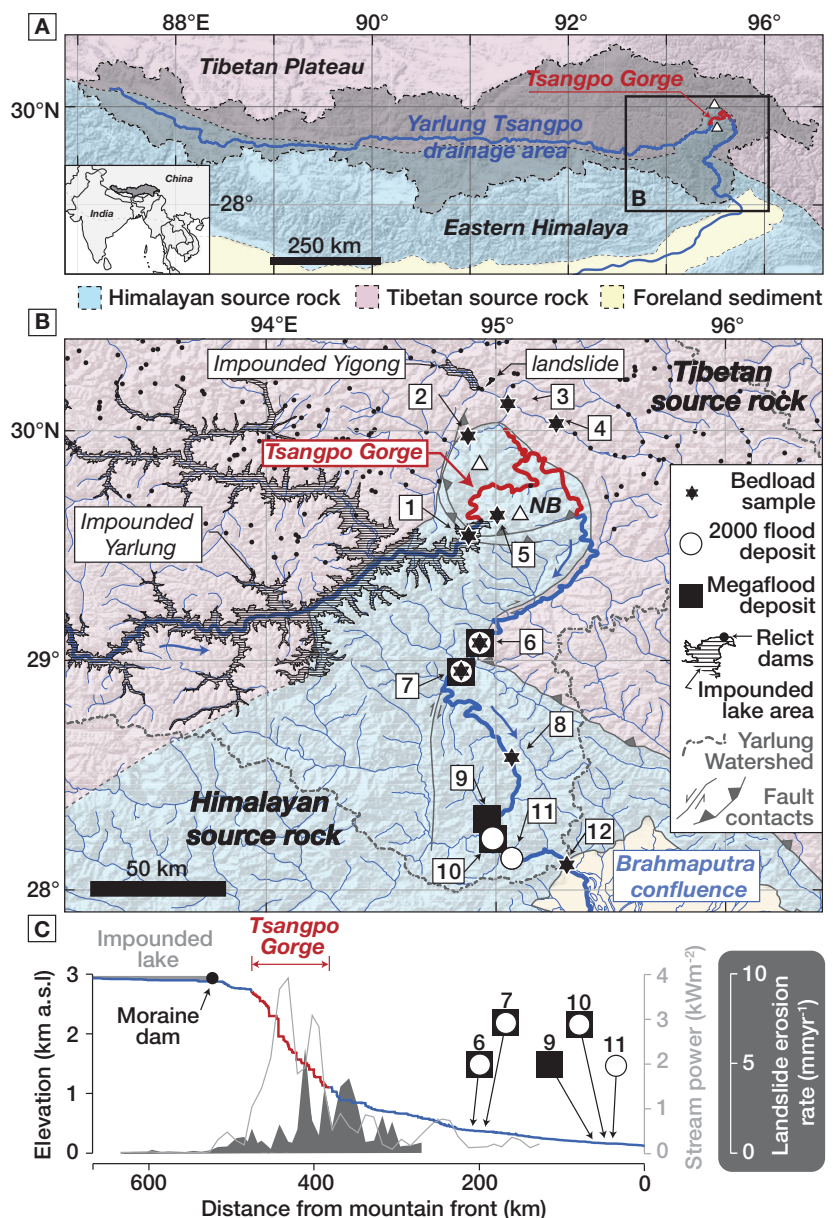 A
88°E
90°
92°
94°
96°
Tibetan Plateau
Tsangpo
Gorge
30°N
Yarlung Tsangpo
drainage area
China
India
28°
B
Eastern Himalaya
250 km
Himalayan source rock
Tibetan source rock
Foreland sediment
B
94°E
95°
96°
Impounded Yigong
landslide
2
3
4
Tibetan
source rock
30°N
Tsangpo Gorge
NB
1
5
Impounded
Yarlung
Bedload
sample
2000 flood
deposit
Megaflood
deposit
Relict
dams
Impounded
lake area
Yarlung
Watershed
Fault
contacts
29°
6
7
8
9
10
11
12
Himalayan
source rock
50 km
28°
Brahmaputra
confluence
C
Tsangpo
Gorge
Impounded
lake
Moraine
dam
Elevation (km a.s.l)
3
2
1
0
6
7
9
10
11
4
3
2
1
0
Stream power (kWm-2)
10
5
0
Landslide erosion
rate (mmyr-1)
600
400
200
0
Distance from mountain front (km)